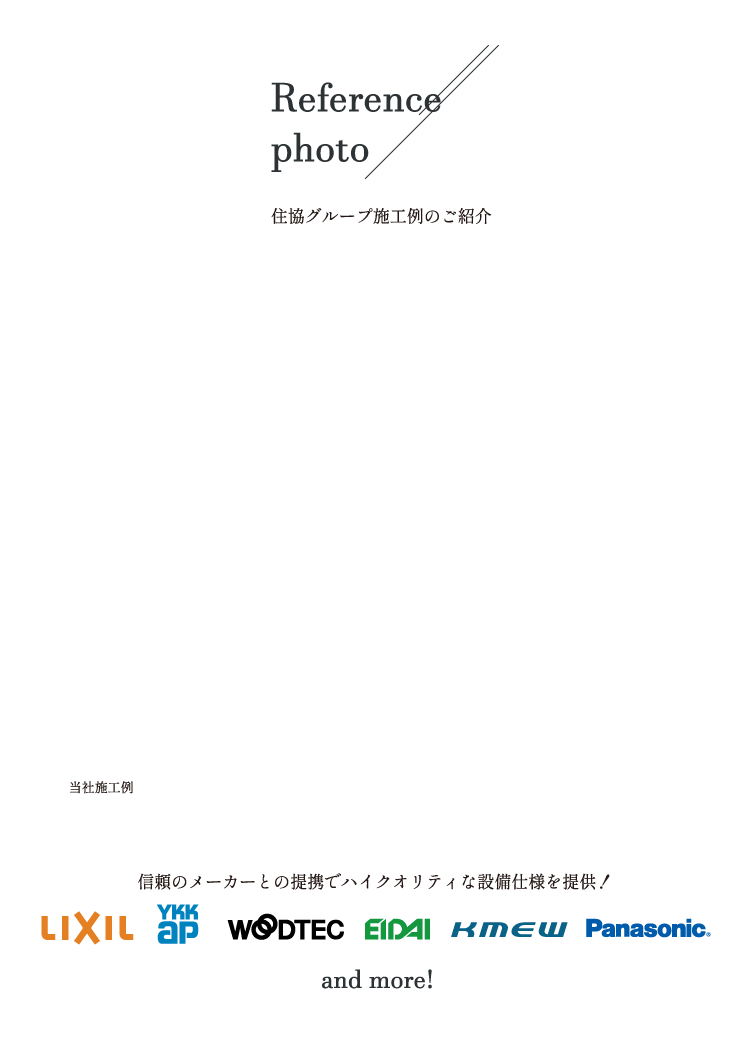 Reference
photo
住協グループ施工例のご紹介
当社施工例
信頼のメーカーとの提携でハイクオリティな設備仕様を提供！
LIXIL YKK ap WOODTEC EIDAI KMEW Panasonic®
and more!